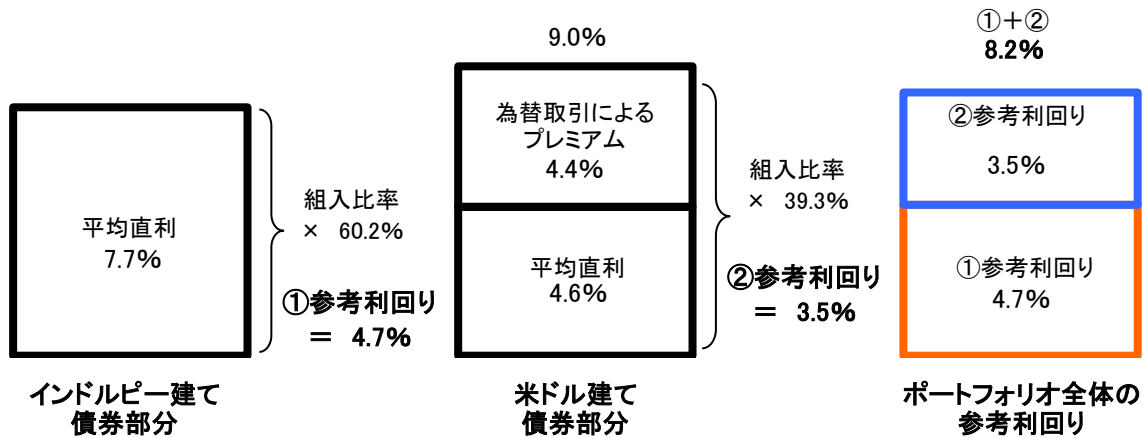 平均直利
7.7%
組入比率
× 60.2%
①参考利回り
＝ 4.7%
インドルピー建て
債券部分
9.0%
為替取引による
プレミアム
4.4%
平均直利
4.6%
組入比率
× 39.3%
②参考利回り
＝ 3.5%
米ドル建て
債券部分
①＋②
8.2%
②参考利回り
3.5%
①参考利回り
4.7%
ポートフォリオ全体の
参考利回り